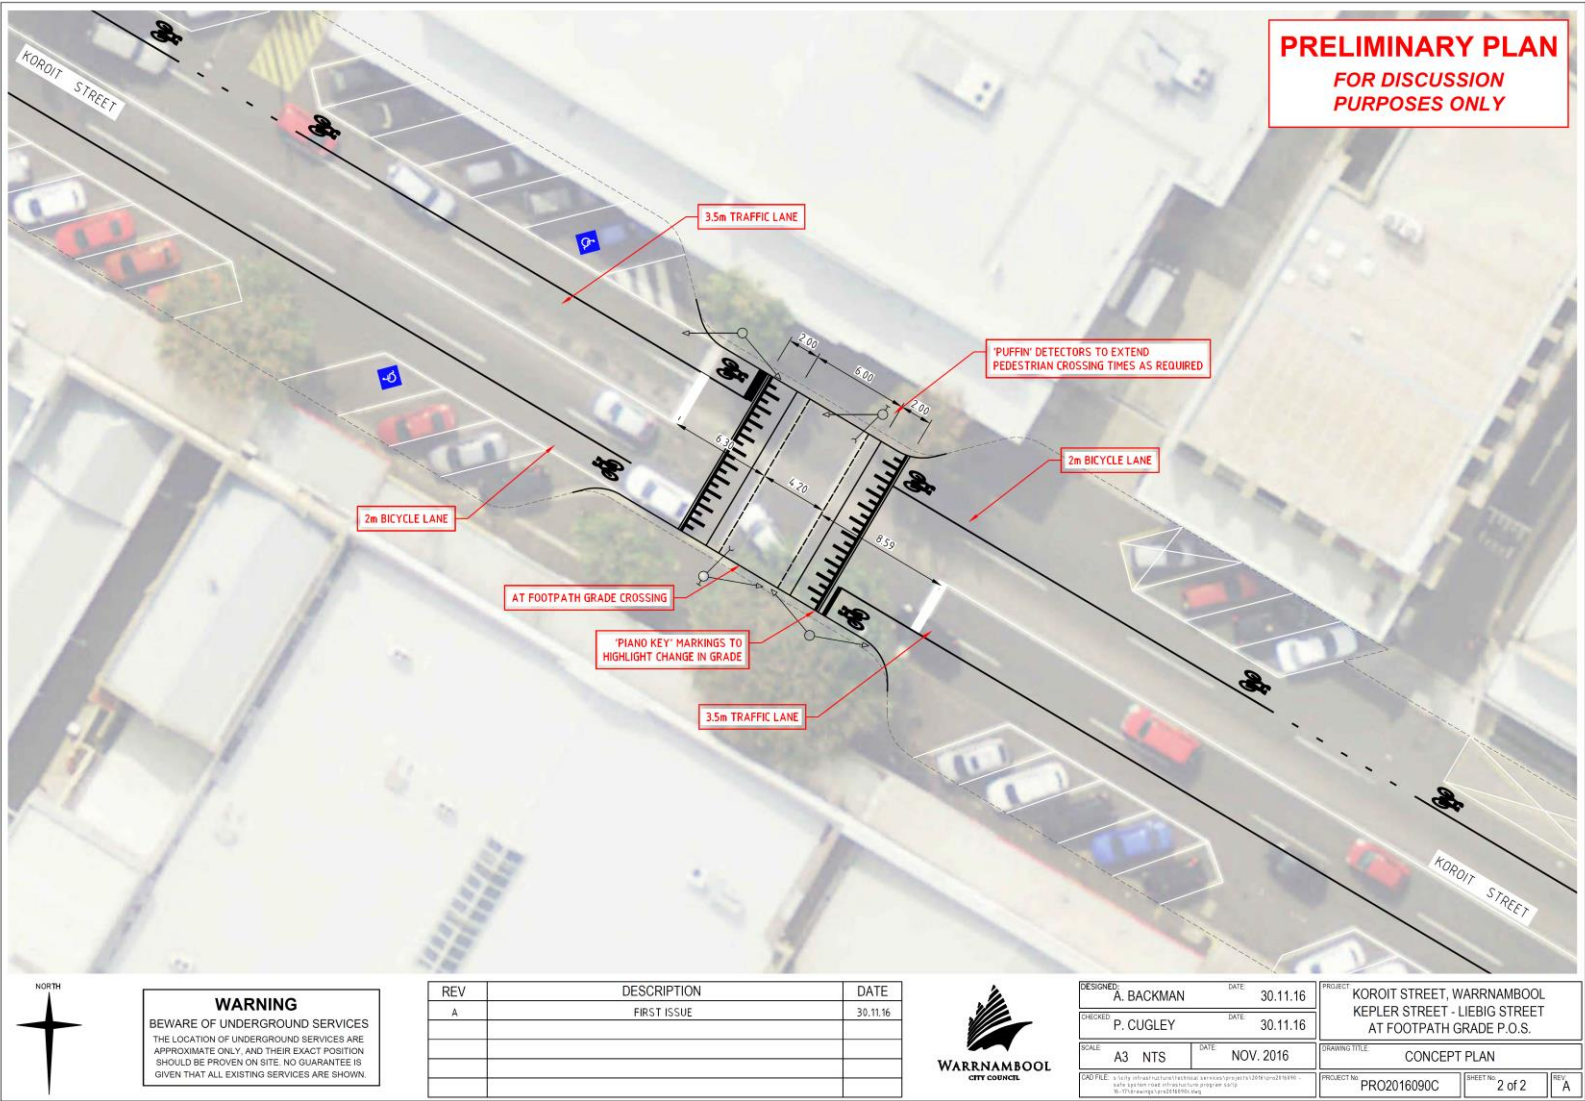 PRELIMINARY PLAN
FOR DISCUSSION
PURPOSES ONLY
KOROIT STREET
3.5m TRAFFIC LANE
'PUFFIN' DETECTORS TO EXTEND
PEDESTRIAN CROSSING TIMES AS REQUIRED
2.00
6.00
2.00
6.30
4.20
8.59
2m BICYCLE LANE
2m BICYCLE LANE
AT FOOTPATH GRADE CROSSING
'PIANO KEY' MARKINGS TO
HIGHLIGHT CHANGE IN GRADE
3.5m TRAFFIC LANE
KOROIT STREET
NORTH
WARNING
BEWARE OF UNDERGROUND SERVICES
THE LOCATION OF UNDERGROUND SERVICES ARE
APPROXIMATE ONLY, AND THEIR EXACT POSITION
SHOULD BE PROVEN ON SITE. NO GUARANTEE IS
GIVEN THAT ALL EXISTING SERVICES ARE SHOWN.
REV DESCRIPTION DATE
A FIRST ISSUE 30.11.16
WARRNAMBOOL
CITY COUNCIL
DESIGNED: A. BACKMAN DATE: 30.11.16
CHECKED P. CUGLEY DATE: 30.11.16
SCALE: A3 NTS DATE NOV. 2016
CAD FILE:
PROJECT KOROIT STREET, WARRNAMBOOL
KEPLER STREET - LIEBIG STREET
AT FOOTPATH GRADE P.O.S.
DRAWING TITLE: CONCEPT PLAN
PROJECT No PRO2016090C SHEET No. 2 of 2 REV. A